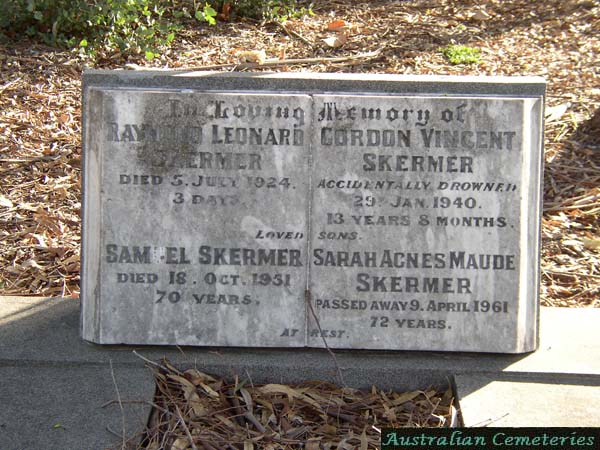 In Loving Memory of
RAYMOND LEONARD
SKERMER
DIED 5. JULY 1924.
3 DAYS.
GORDON VINCENT
SKERMER
ACCIDENTALLY DROWNED
29TH JAN. 1940.
13 YEARS 8 MONTHS.
LOVED SONS.
SAMUEL SKERMER
DIED 18. OCT. 1951
70 YEARS.
SARAH AGNES MAUDE
SKERMER
PASSED AWAY 9. APRIL 1961
72 YEARS.
AT REST.
Australian Cemeteries